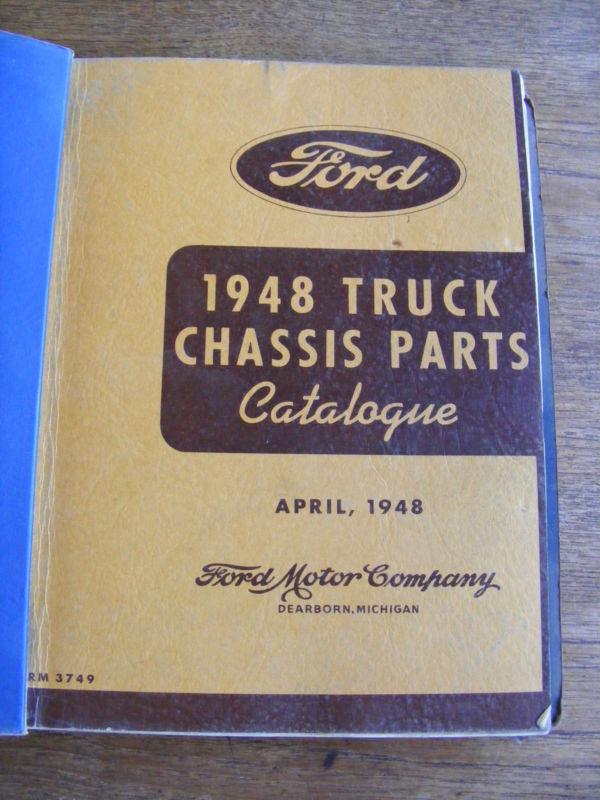 Ford
1948 TRUCK
CHASSIS PARTS
Catalogue
APRIL, 1948
Ford Motor Company
DEARBORN, MICHIGAN
RM 3749